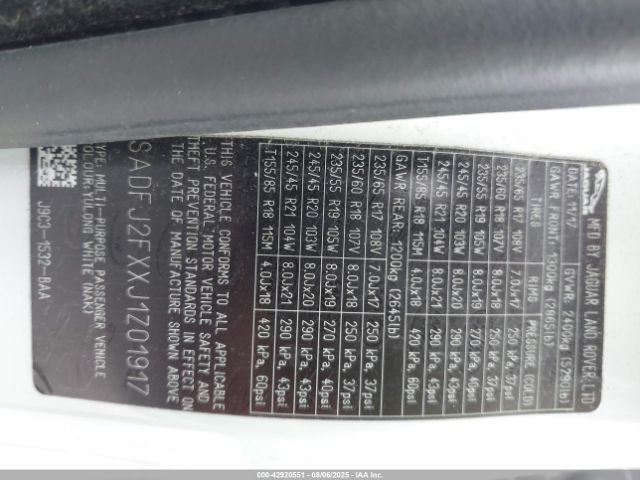 JAGUAR
MFD BY JAGUAR LAND ROVER LTD
DATE: 11/17 GVWR: 2400kg (5290lb)
GAWR FRONT: 1300kg (2865lb)
TIRES RIMS PRESSURE (COLD)
235/65 R17 108V 7.0Jx17 250 kPa, 37psi
235/60 R18 107V 8.0Jx18 250 kPa, 37psi
235/55 R19 105W 8.0Jx19 270 kPa, 40psi
245/45 R20 103W 8.0Jx20 290 kPa, 43psi
245/45 R21 104W 8.0Jx21 290 kPa, 43psi
T155/85 R18 115M 4.0Jx18 420 kPa, 60psi
GAWR REAR: 1200kg (2645lb)
235/65 R17 108V 7.0Jx17 250 kPa, 37psi
235/60 R18 107V 8.0Jx18 250 kPa, 37psi
235/55 R19 105W 8.0Jx19 270 kPa, 40psi
245/45 R20 103W 8.0Jx20 290 kPa, 43psi
245/45 R21 104W 8.0Jx21 290 kPa, 43psi
T155/85 R18 115M 4.0Jx18 420 kPa, 60psi
THIS VEHICLE CONFORMS TO ALL APPLICABLE
U.S. FEDERAL MOTOR VEHICLE SAFETY AND
THEFT PREVENTION STANDARDS IN EFFECT ON
THE DATE OF MANUFACTURE SHOWN ABOVE
SADFJ2FXXJ1Z01917
TYPE: MULTI-PURPOSE PASSENGER VEHICLE
COLOUR: YULONG WHITE (NAK)
J9C3-1532-BAA
000-42920551 - 08/06/2025 - IAAI.com